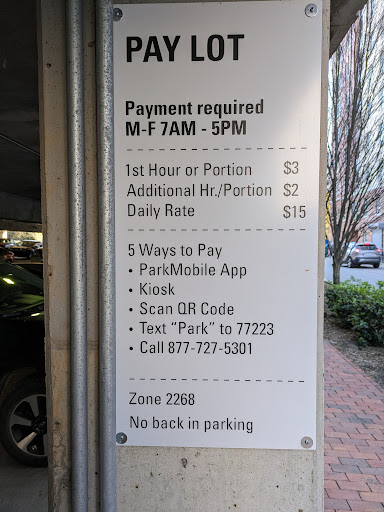 PAY LOT
Payment required
M-F 7AM - 5PM
1st Hour or Portion $3
Additional Hr./Portion $2
Daily Rate $15
5 Ways to Pay
• ParkMobile App
• Kiosk
• Scan QR Code
• Text “Park” to 77223
• Call 877-727-5301
Zone 2268
No back in parking